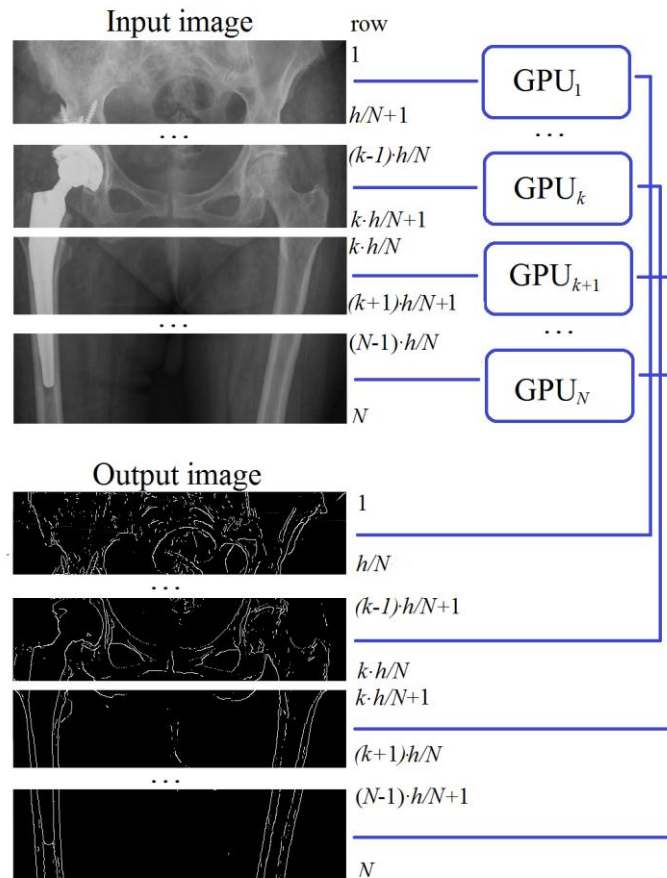 Input image row
1
GPU1
h/N+1
... ...
(k-1)·h/N
GPUk
k·h/N+1
k·h/N
GPUk+1
(k+1)·h/N+1
... ...
(N-1)·h/N
GPUN
N
Output image
1
h/N
...
(k-1)·h/N+1
k·h/N
k·h/N+1
(k+1)·h/N
...
(N-1)·h/N+1
N